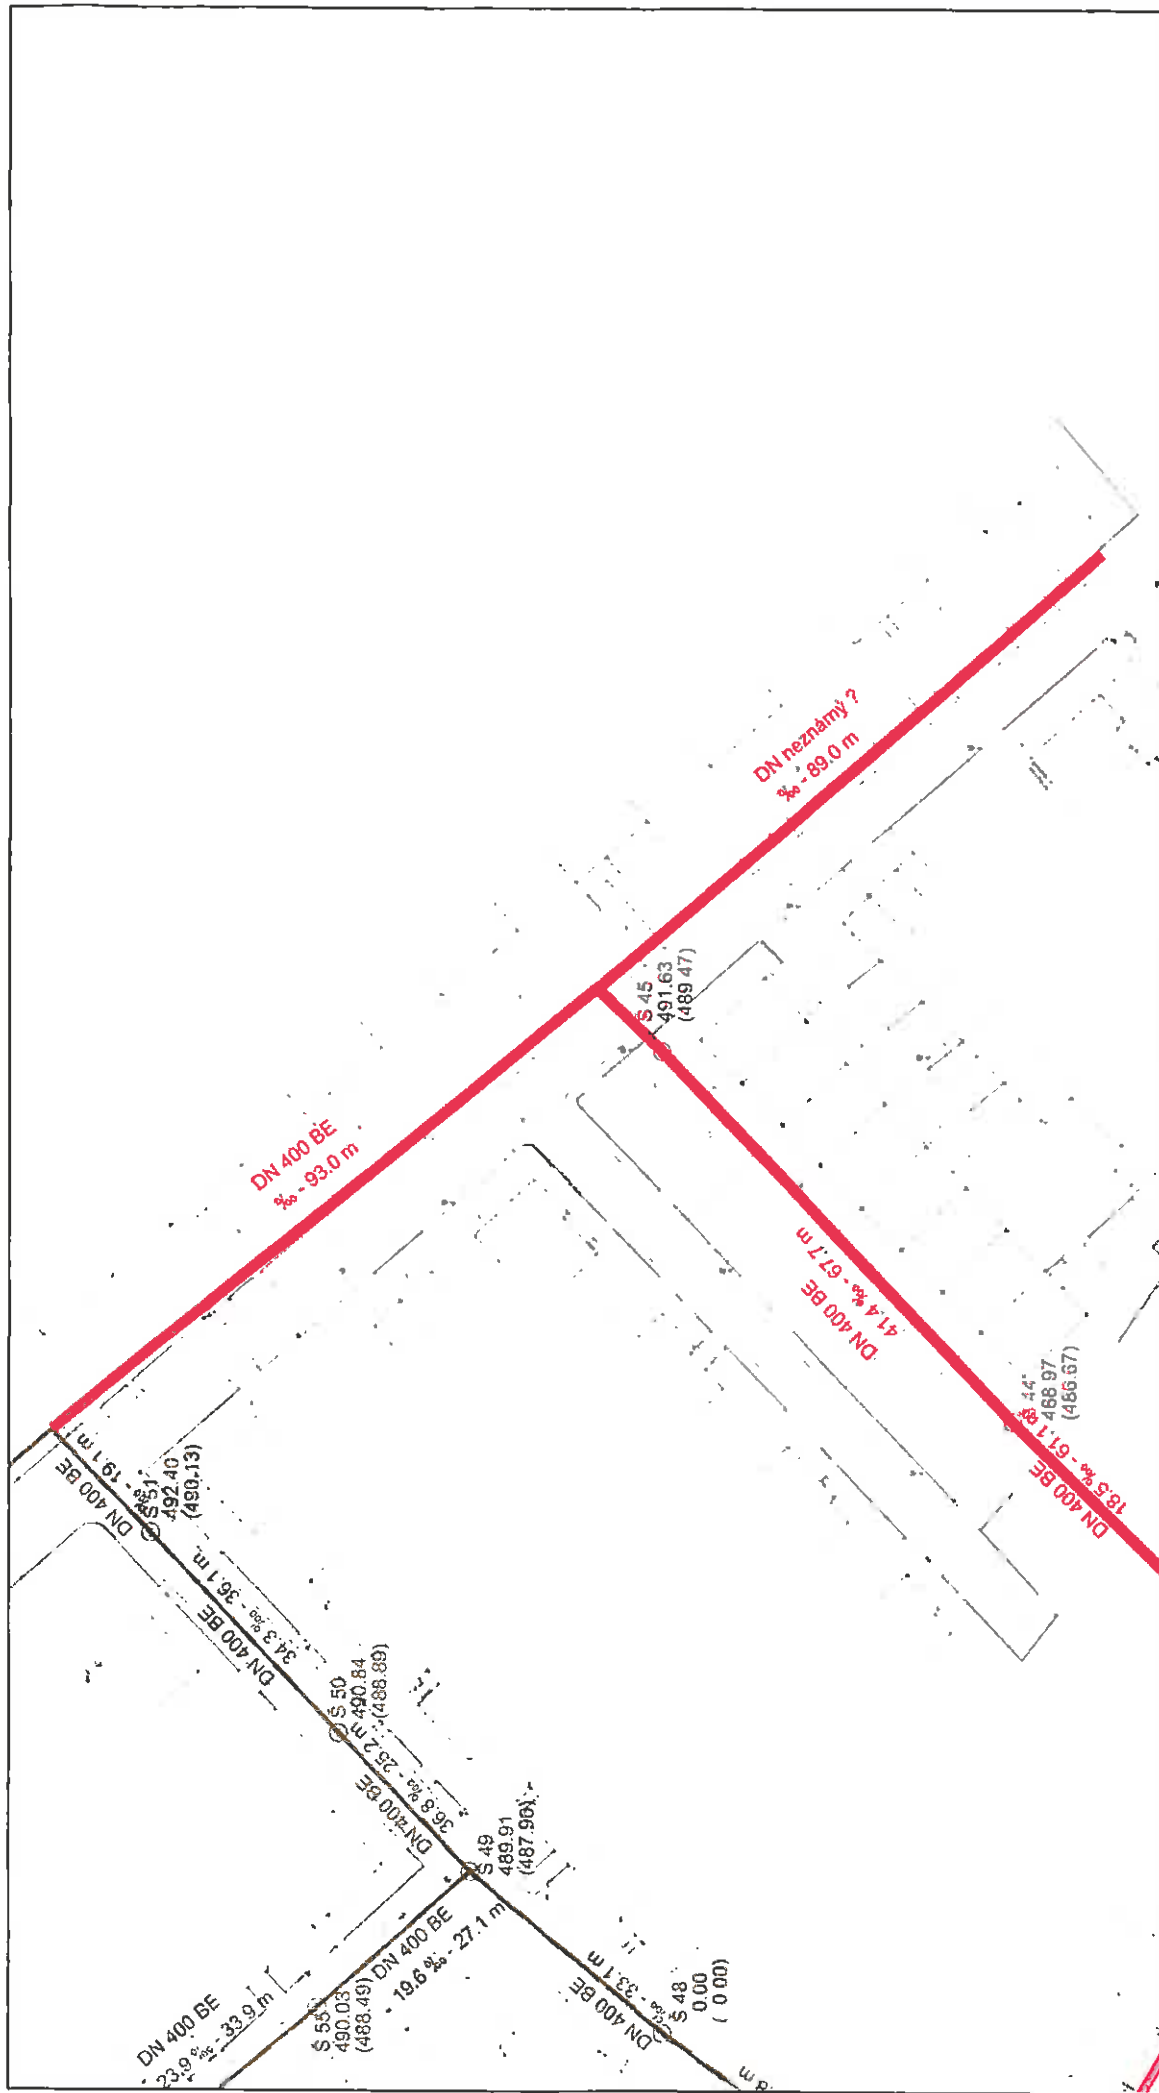 DN neznámý ?
‰ - 89.0 m
Š 45
491.63
(489.47)
DN 400 BE
‰ - 93.0 m
DN 400 BE
41.4 ‰ - 67.7 m
Š 44
488.97
(486.67)
DN 400 BE
18.5 ‰ - 61.1 m
DN 400 BE
‰ - 19.1 m
Š 51
492.40
(490.13)
DN 400 BE
34.3 ‰ - 36.1 m
Š 50
490.84
(488.89)
DN 400 BE
36.8 ‰ - 25.2 m
Š 49
489.91
(487.96)
DN 400 BE
- 19.6 ‰ - 27.1 m
Š 55
490.03
(488.49)
DN 400 BE
- 23.9 ‰ - 33.9 m
DN 400 BE
‰ - 33.1 m
Š 48
0.00
( 0.00)